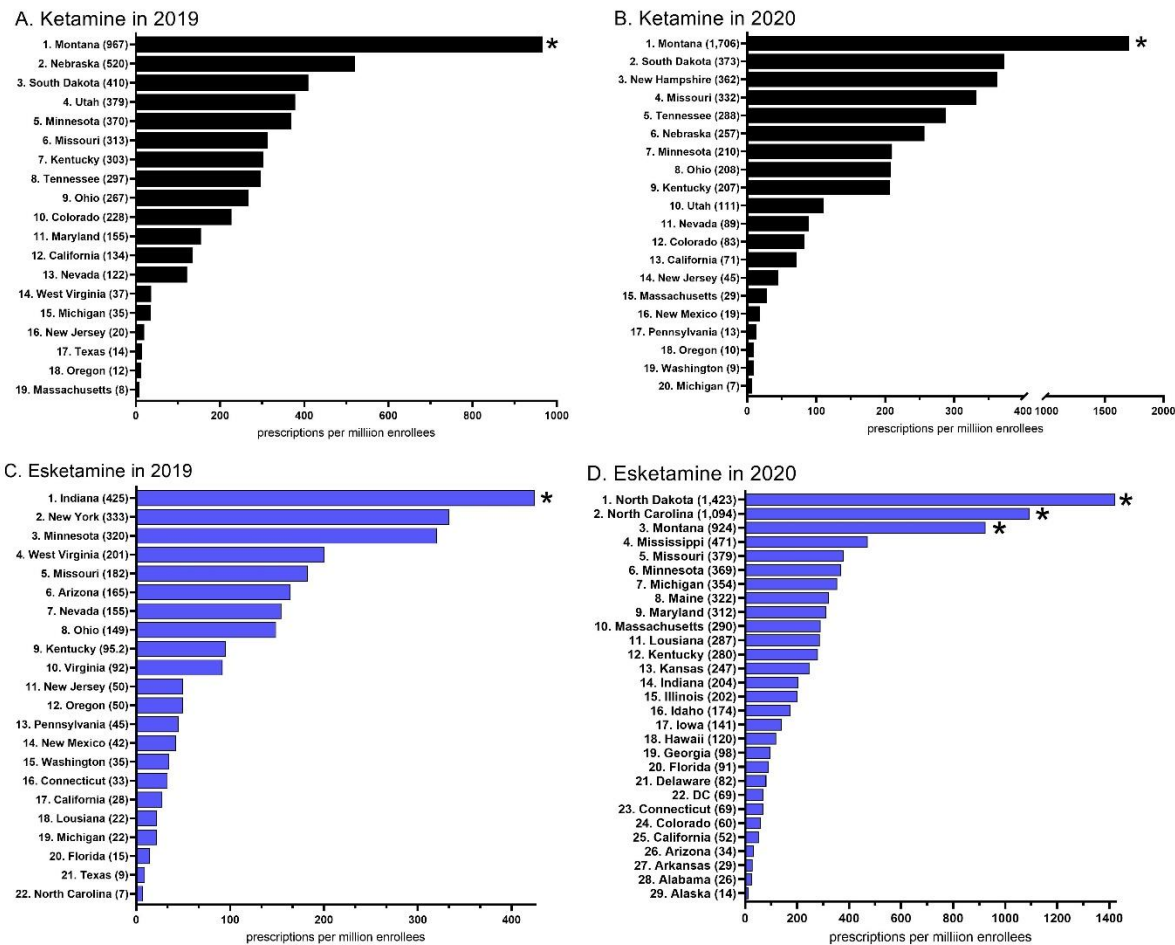 A. Ketamine in 2019
1. Montana (967)
*
2. Nebraska (520)
3. South Dakota (410)
4. Utah (379)
5. Minnesota (370)
6. Missouri (313)
7. Kentucky (303)
8. Tennessee (297)
9. Ohio (267)
10. Colorado (228)
11. Maryland (155)
12. California (134)
13. Nevada (122)
14. West Virginia (37)
15. Michigan (35)
16. New Jersey (20)
17. Texas (14)
18. Oregon (12)
19. Massachusetts (8)
0 200 400 600 800 1000
prescriptions per milliion enrollees
B. Ketamine in 2020
1. Montana (1,706)
*
2. South Dakota (373)
3. New Hampshire (362)
4. Missouri (332)
5. Tennessee (288)
6. Nebraska (257)
7. Minnesota (210)
8. Ohio (208)
9. Kentucky (207)
10. Utah (111)
11. Nevada (89)
12. Colorado (83)
13. California (71)
14. New Jersey (45)
15. Massachusetts (29)
16. New Mexico (19)
17. Pennsylvania (13)
18. Oregon (10)
19. Washington (9)
20. Michigan (7)
0 100 200 300 400 1000 1500 2000
prescriptions per milliion enrollees
C. Esketamine in 2019
1. Indiana (425)
*
2. New York (333)
3. Minnesota (320)
4. West Virginia (201)
5. Missouri (182)
6. Arizona (165)
7. Nevada (155)
8. Ohio (149)
9. Kentucky (95.2)
10. Virginia (92)
11. New Jersey (50)
12. Oregon (50)
13. Pennsylvania (45)
14. New Mexico (42)
15. Washington (35)
16. Connecticut (33)
17. California (28)
18. Lousiana (22)
19. Michigan (22)
20. Florida (15)
21. Texas (9)
22. North Carolina (7)
0 100 200 300 400
prescriptions per milliion enrollees
D. Esketamine in 2020
1. North Dakota (1,423)
*
2. North Carolina (1,094)
*
3. Montana (924)
*
4. Mississippi (471)
5. Missouri (379)
6. Minnesota (369)
7. Michigan (354)
8. Maine (322)
9. Maryland (312)
10. Massachusetts (290)
11. Lousiana (287)
12. Kentucky (280)
13. Kansas (247)
14. Indiana (204)
15. Illinois (202)
16. Idaho (174)
17. Iowa (141)
18. Hawaii (120)
19. Georgia (98)
20. Florida (91)
21. Delaware (82)
22. DC (69)
23. Connecticut (69)
24. Colorado (60)
25. California (52)
26. Arizona (34)
27. Arkansas (29)
28. Alabama (26)
29. Alaska (14)
0 200 400 600 800 1000 1200 1400
prescriptions per milliion enrollees